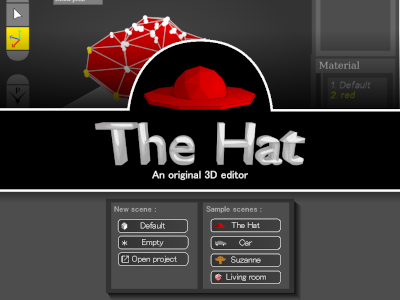 P
Material
1 Default
2 red
The Hat
An original 3D editor
New scene :
Default
Empty
Open project
Sample scenes :
The Hat
Car
Suzanne
Living room